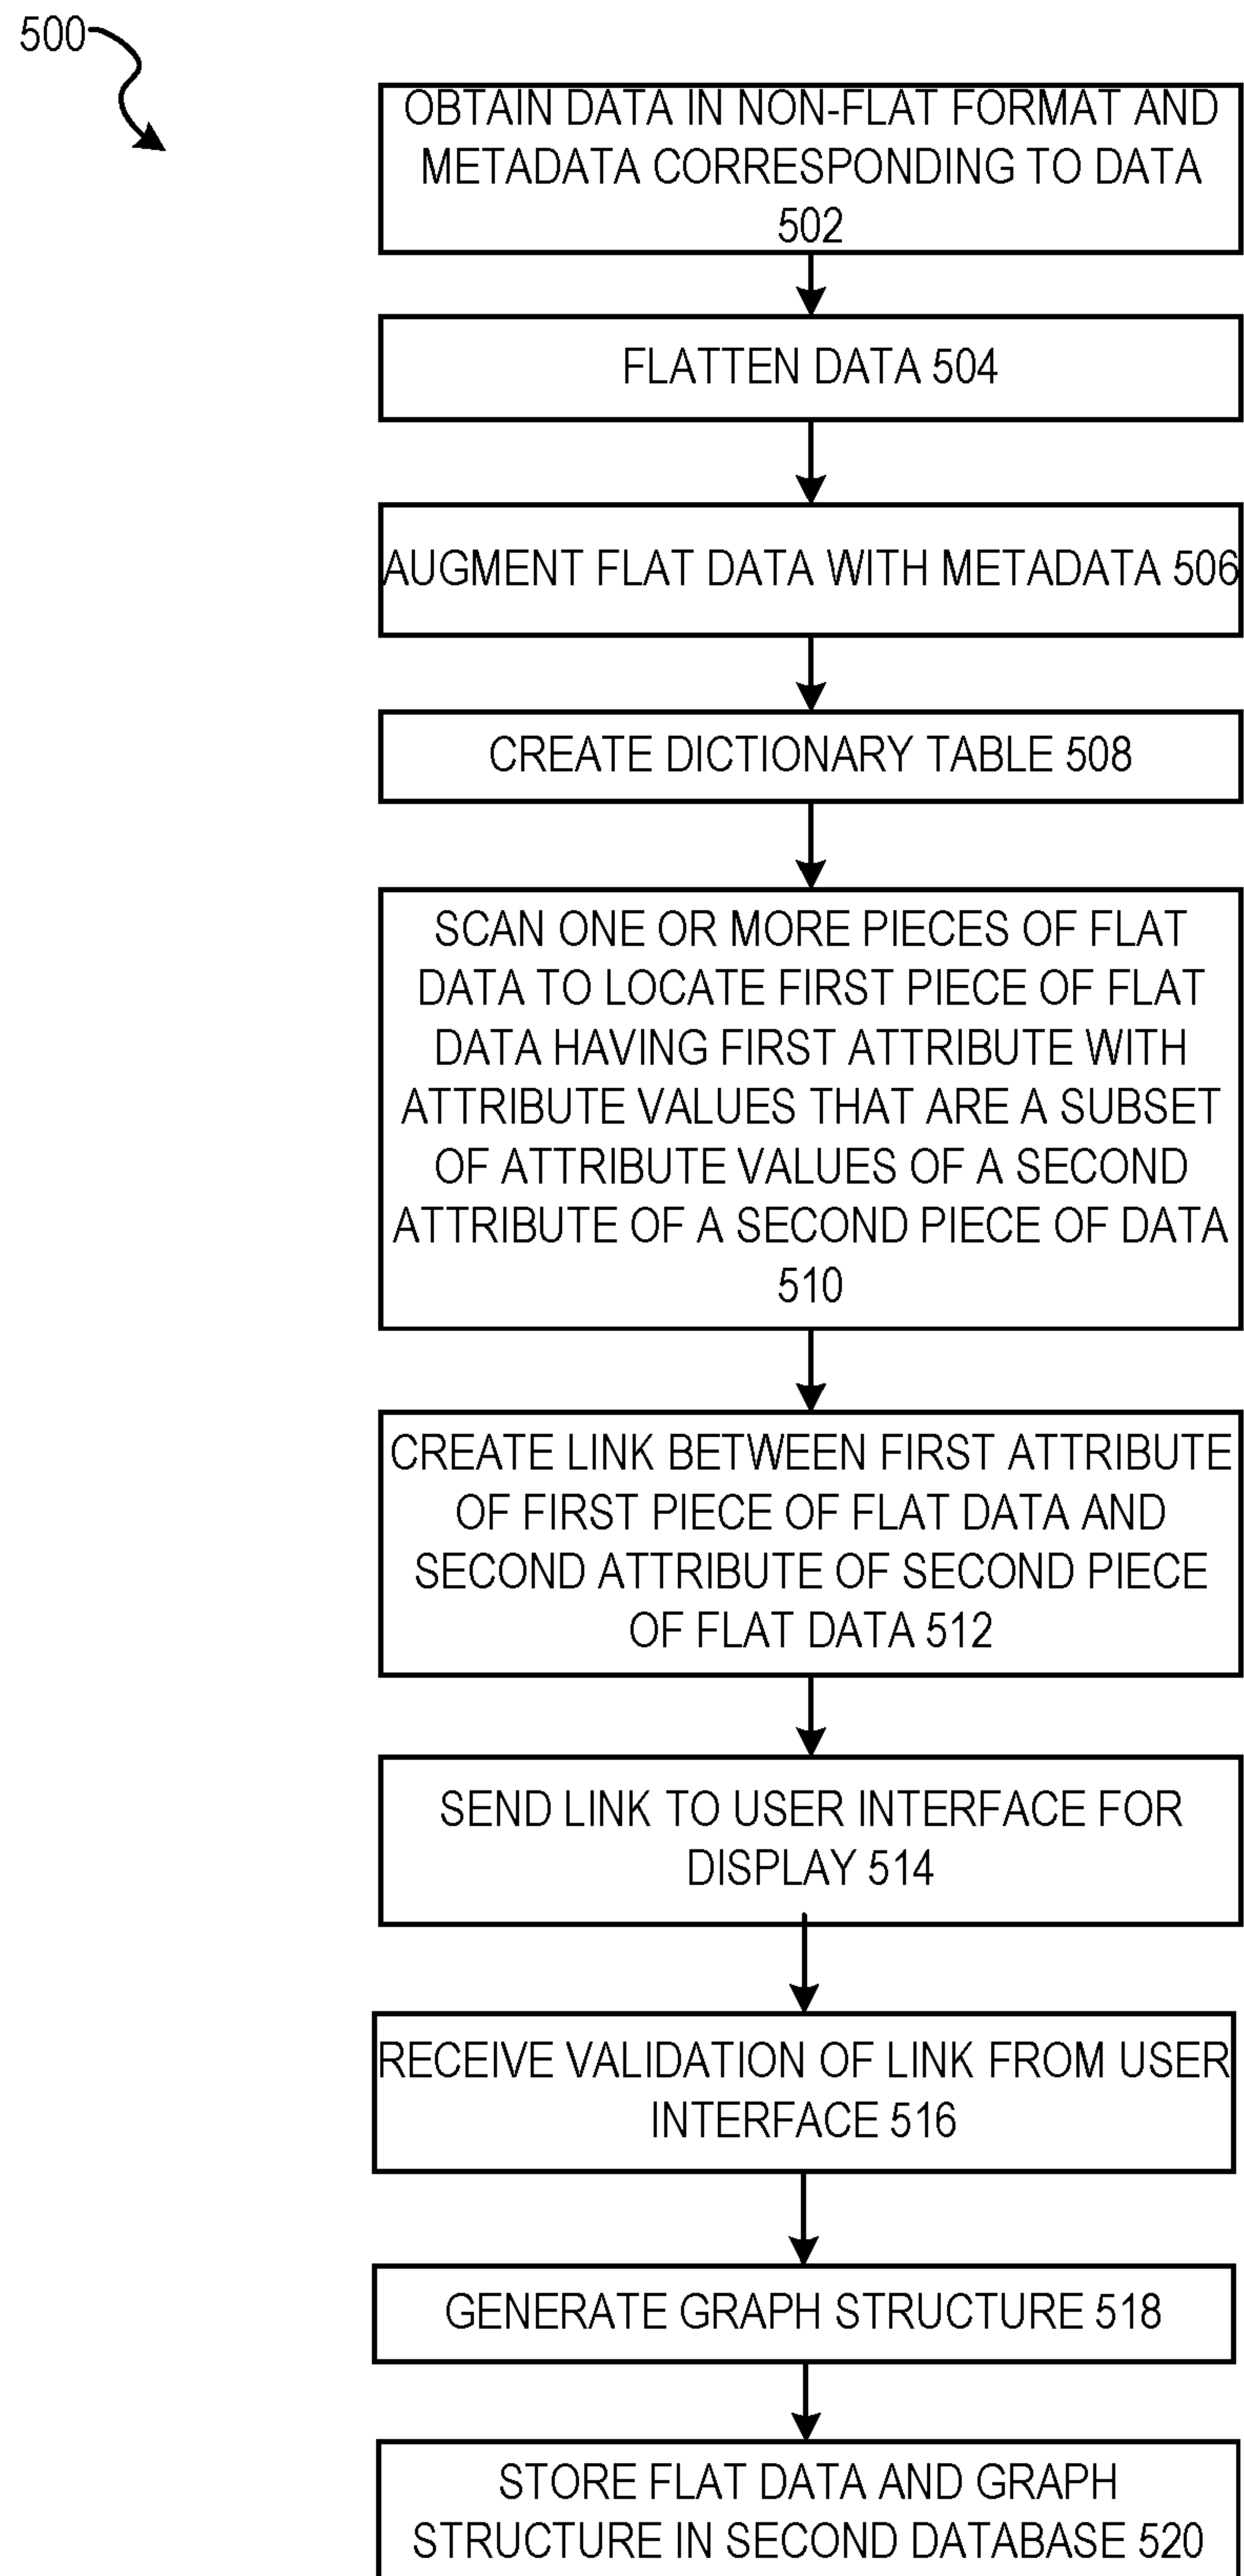 500
OBTAIN DATA IN NON-FLAT FORMAT AND
METADATA CORRESPONDING TO DATA
502
FLATTEN DATA 504
AUGMENT FLAT DATA WITH METADATA 506
CREATE DICTIONARY TABLE 508
SCAN ONE OR MORE PIECES OF FLAT
DATA TO LOCATE FIRST PIECE OF FLAT
DATA HAVING FIRST ATTRIBUTE WITH
ATTRIBUTE VALUES THAT ARE A SUBSET
OF ATTRIBUTE VALUES OF A SECOND
ATTRIBUTE OF A SECOND PIECE OF DATA
510
CREATE LINK BETWEEN FIRST ATTRIBUTE
OF FIRST PIECE OF FLAT DATA AND
SECOND ATTRIBUTE OF SECOND PIECE
OF FLAT DATA 512
SEND LINK TO USER INTERFACE FOR
DISPLAY 514
RECEIVE VALIDATION OF LINK FROM USER
INTERFACE 516
GENERATE GRAPH STRUCTURE 518
STORE FLAT DATA AND GRAPH
STRUCTURE IN SECOND DATABASE 520